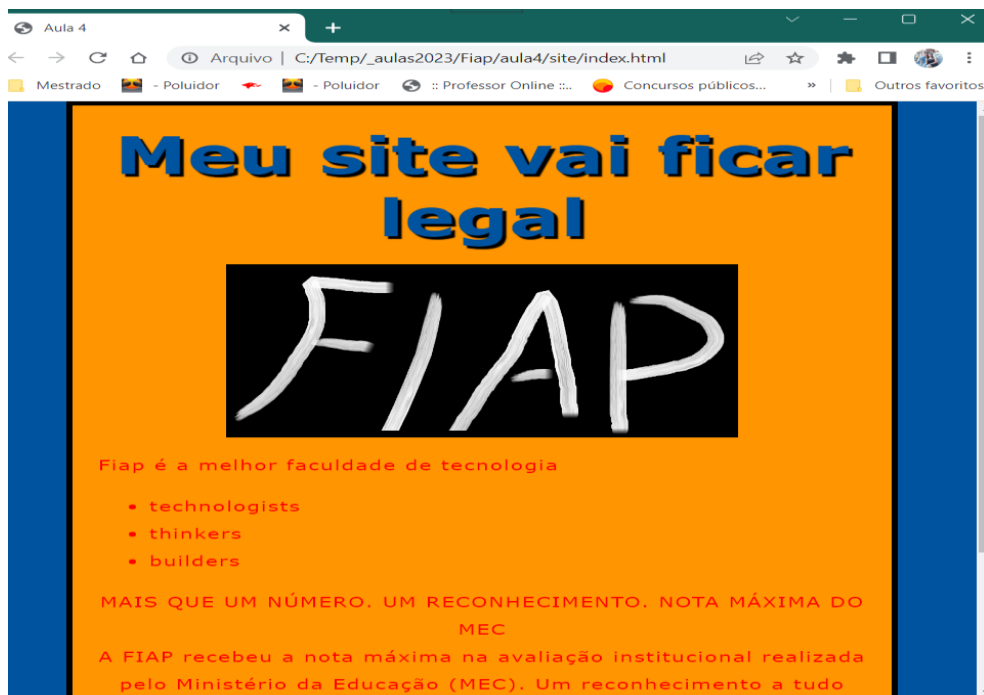 Aula 4
Arquivo | C:/Temp/_aulas2023/Fiap/aula4/site/index.html
Mestrado - Poluidor - Poluidor :: Professor Online ::.. Concursos públicos... » Outros favoritos
Meu site vai ficar
legal
FIAP
Fiap é a melhor faculdade de tecnologia
• technologists
• thinkers
• builders
MAIS QUE UM NÚMERO. UM RECONHECIMENTO. NOTA MÁXIMA DO
MEC
A FIAP recebeu a nota máxima na avaliação institucional realizada
pelo Ministério da Educação (MEC). Um reconhecimento a tudo